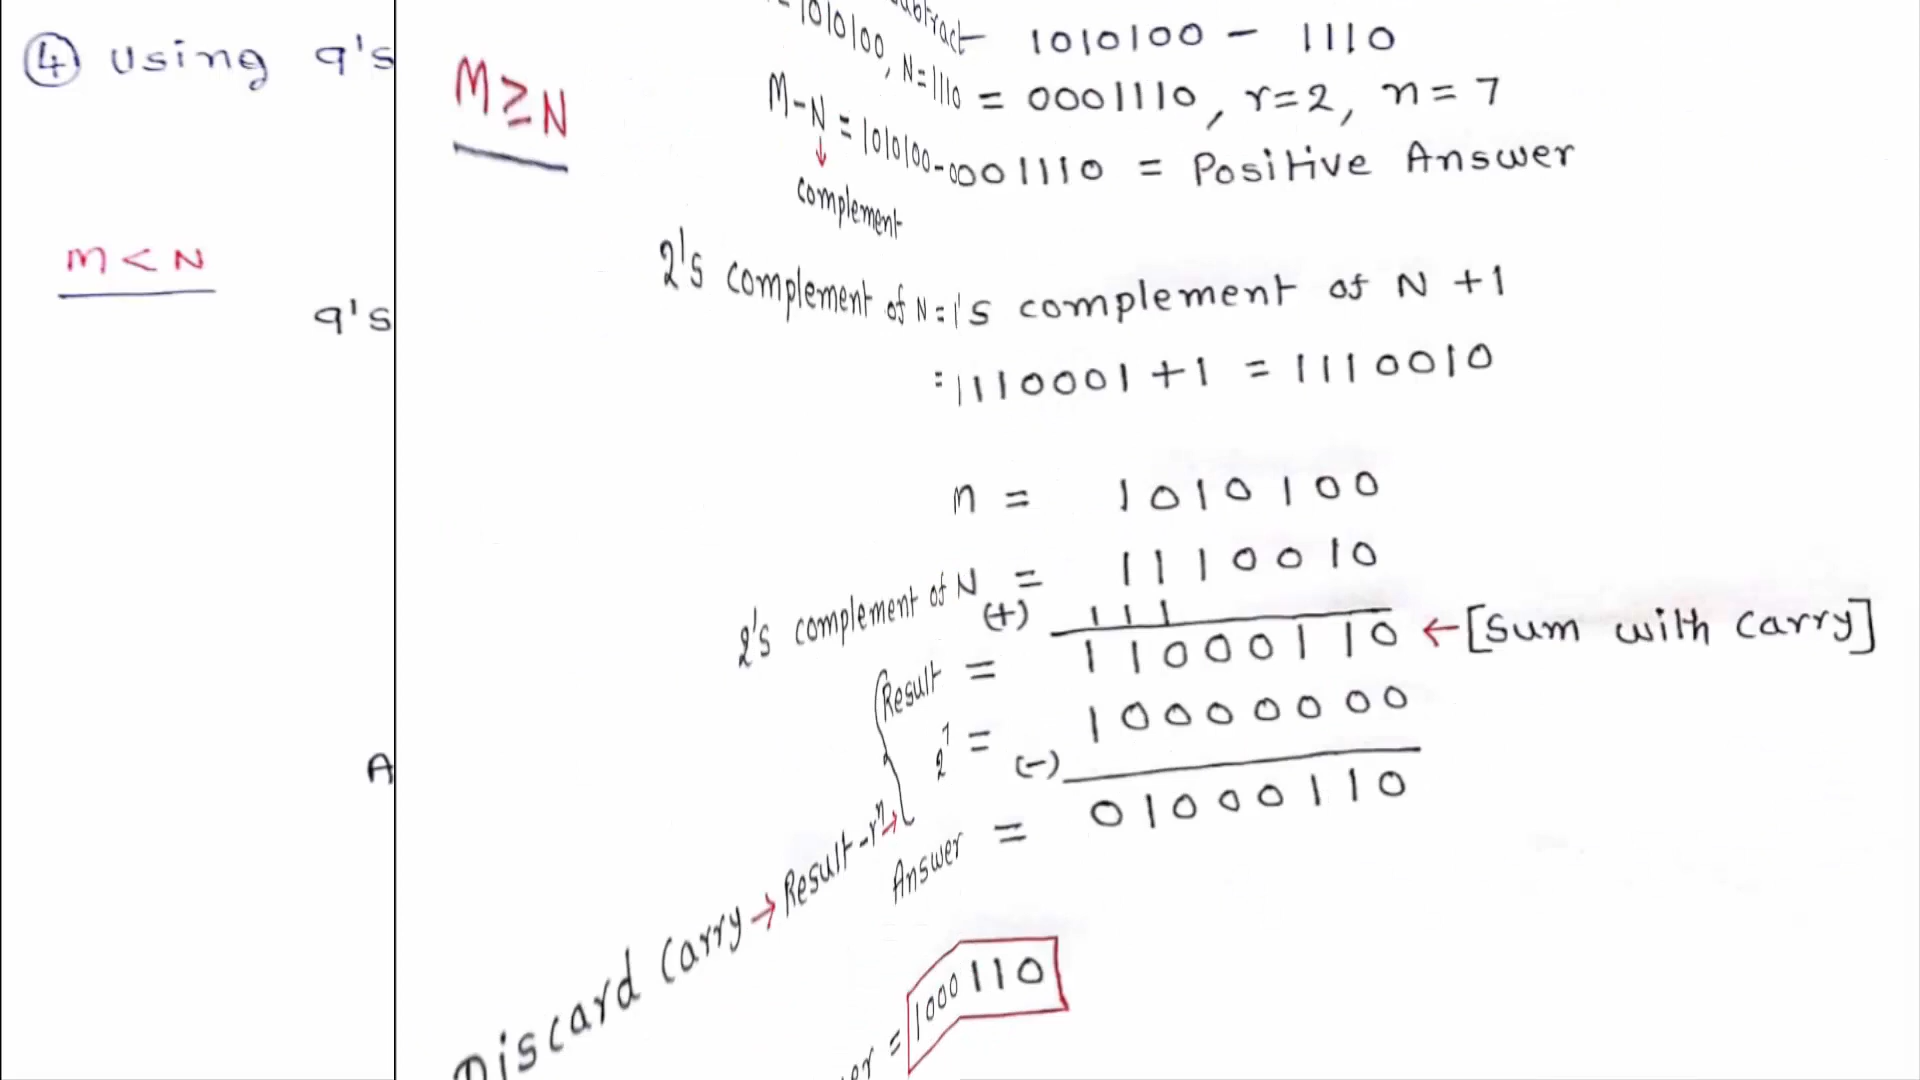 ④ Using 9's
M < N
9's
A
M ≥ N
subtract 1010100 - 1110
= 1010100, N = 1110 = 0001110, r=2, n = 7
M-N = 1010100-0001110 = Positive Answer
↓
complement
2's complement of N = 1's complement of N + 1
= 1110001 + 1 = 1110010
M = 1010100
2's complement of N = 1110010
(+) 111
Result = 11000110 ← [Sum with Carry]
2^7 = 10000000
(-)
Discard Carry → Result - r^n →
Answer = 01000110
= 1000110